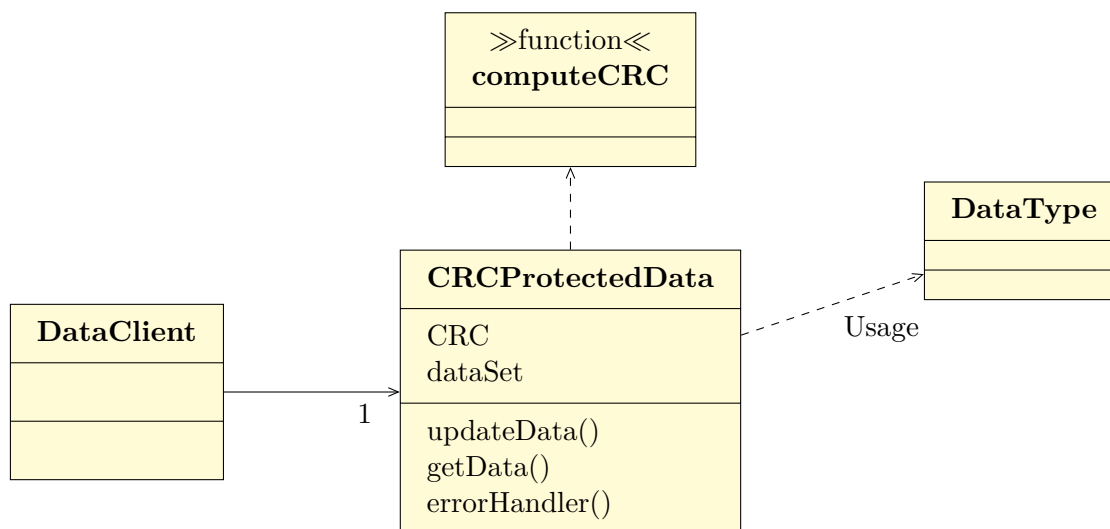 ≫function≪
computeCRC
DataType
CRCProtectedData
DataClient
CRC
dataSet
Usage
1
updateData()
getData()
errorHandler()